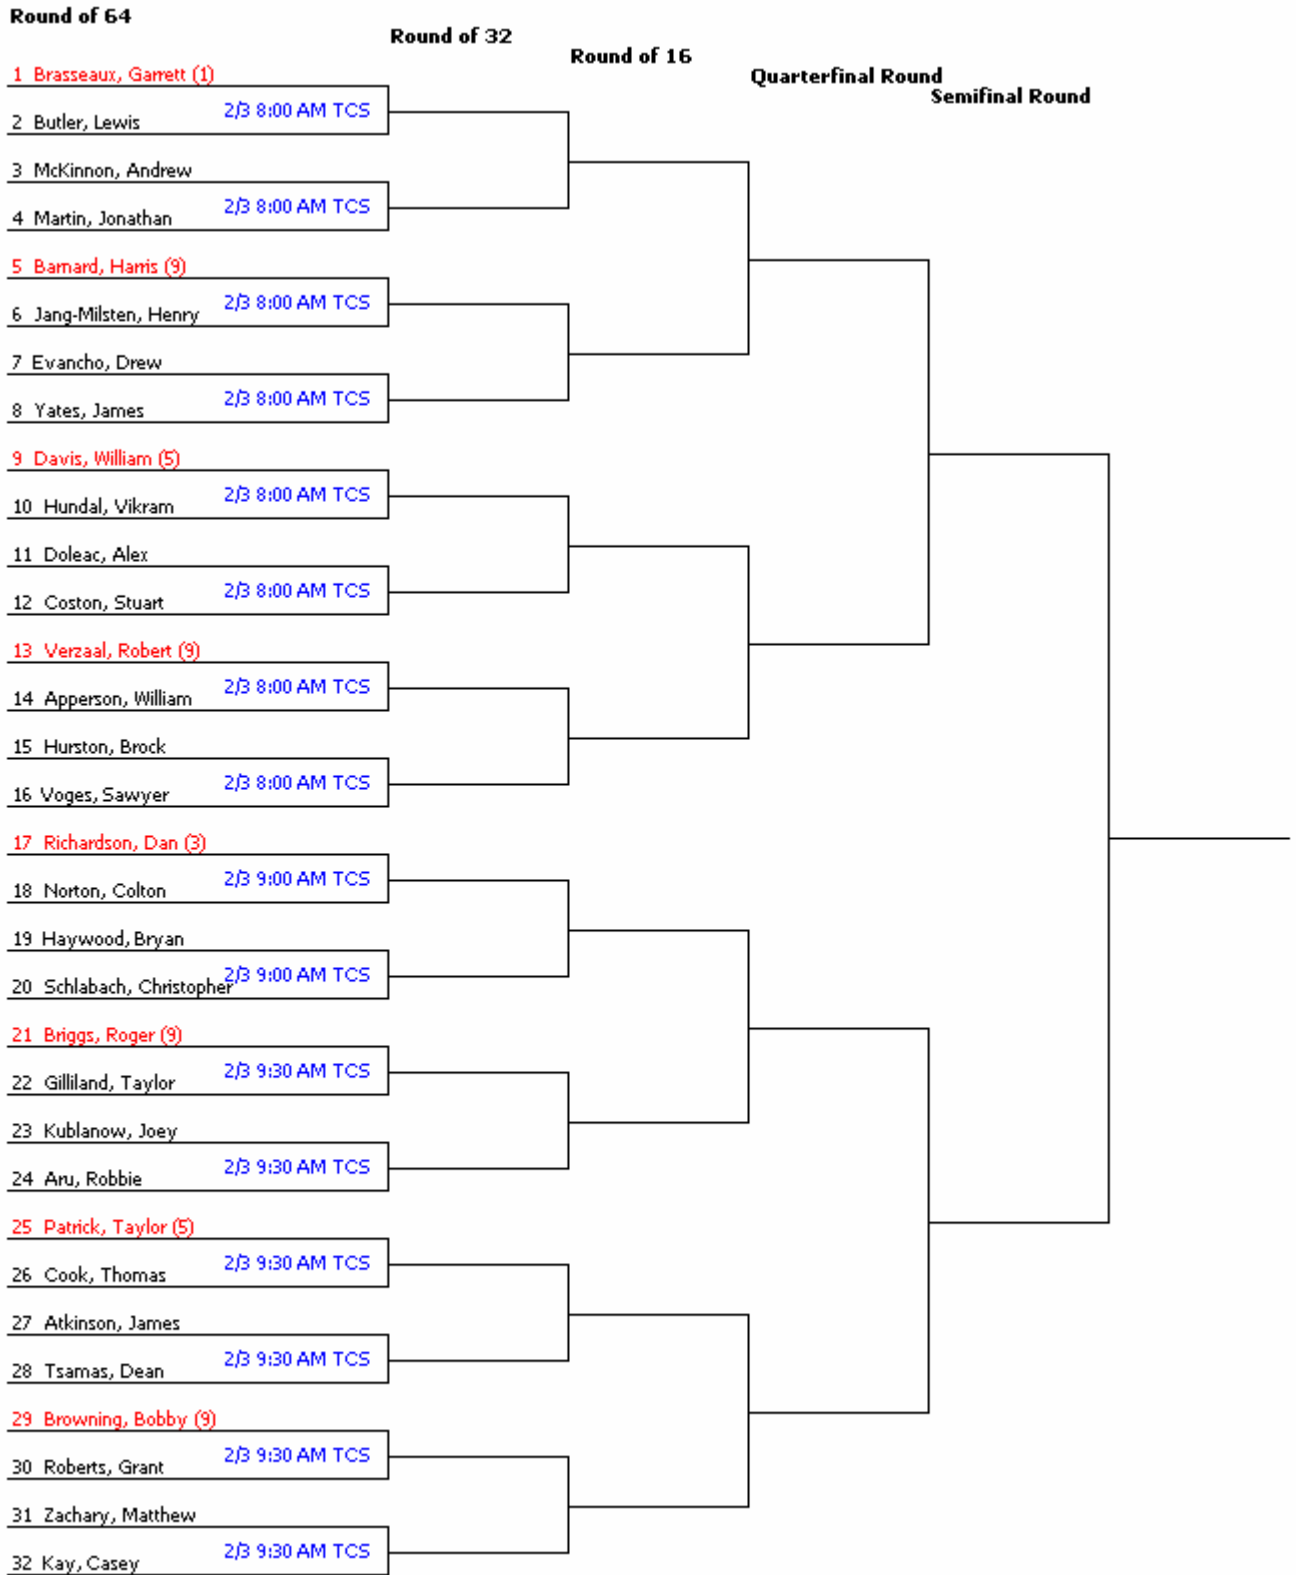 Round of 64
Round of 32
Round of 16
Quarterfinal Round
Semifinal Round
1 Brasseaux, Garrett (1)
2/3 8:00 AM TCS
2 Butler, Lewis
3 McKinnon, Andrew
2/3 8:00 AM TCS
4 Martin, Jonathan
5 Barnard, Harris (9)
2/3 8:00 AM TCS
6 Jang-Milsten, Henry
7 Evancho, Drew
2/3 8:00 AM TCS
8 Yates, James
9 Davis, William (5)
2/3 8:00 AM TCS
10 Hundal, Vikram
11 Doleac, Alex
2/3 8:00 AM TCS
12 Coston, Stuart
13 Verzaal, Robert (9)
2/3 8:00 AM TCS
14 Apperson, William
15 Hurston, Brock
2/3 8:00 AM TCS
16 Voges, Sawyer
17 Richardson, Dan (3)
2/3 9:00 AM TCS
18 Norton, Colton
19 Haywood, Bryan
2/3 9:00 AM TCS
20 Schlabach, Christopher
21 Briggs, Roger (9)
2/3 9:30 AM TCS
22 Gilliland, Taylor
23 Kublanow, Joey
2/3 9:30 AM TCS
24 Aru, Robbie
25 Patrick, Taylor (5)
2/3 9:30 AM TCS
26 Cook, Thomas
27 Atkinson, James
2/3 9:30 AM TCS
28 Tsamas, Dean
29 Browning, Bobby (9)
2/3 9:30 AM TCS
30 Roberts, Grant
31 Zachary, Matthew
2/3 9:30 AM TCS
32 Kay, Casey